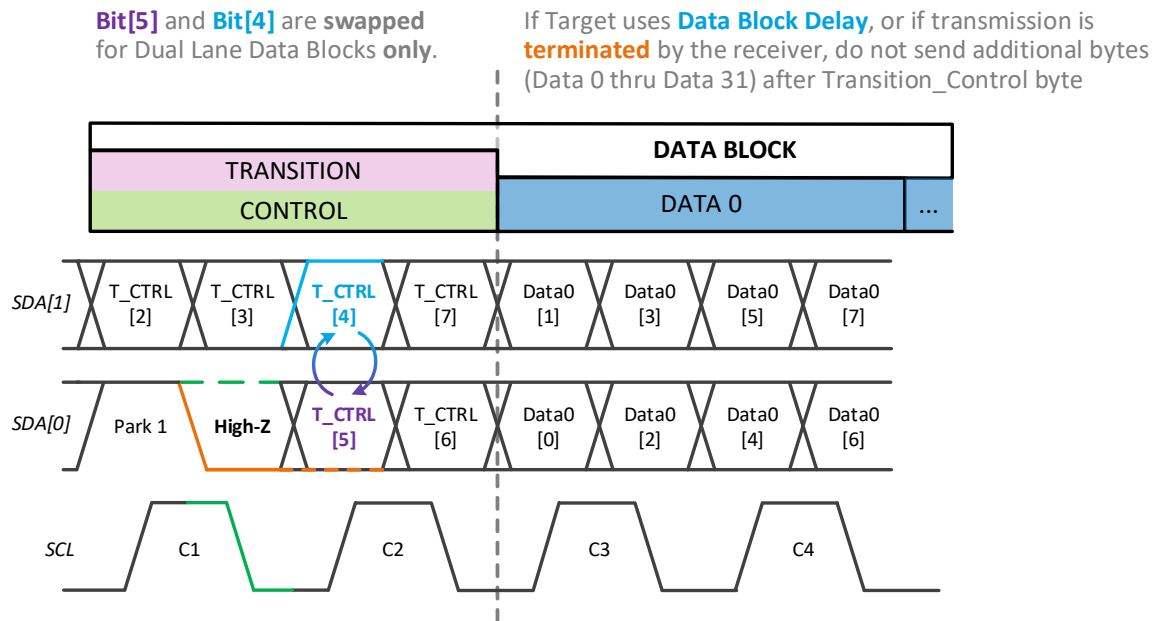 Bit[5] and Bit[4] are swapped
for Dual Lane Data Blocks only.
If Target uses Data Block Delay, or if transmission is
terminated by the receiver, do not send additional bytes
(Data 0 thru Data 31) after Transition_Control byte
DATA BLOCK
TRANSITION
CONTROL
DATA 0
...
SDA[1]
T_CTRL
[2]
T_CTRL
[3]
T_CTRL
[4]
T_CTRL
[7]
Data0
[1]
Data0
[3]
Data0
[5]
Data0
[7]
SDA[0]
Park 1
High-Z
T_CTRL
[5]
T_CTRL
[6]
Data0
[0]
Data0
[2]
Data0
[4]
Data0
[6]
SCL
C1
C2
C3
C4